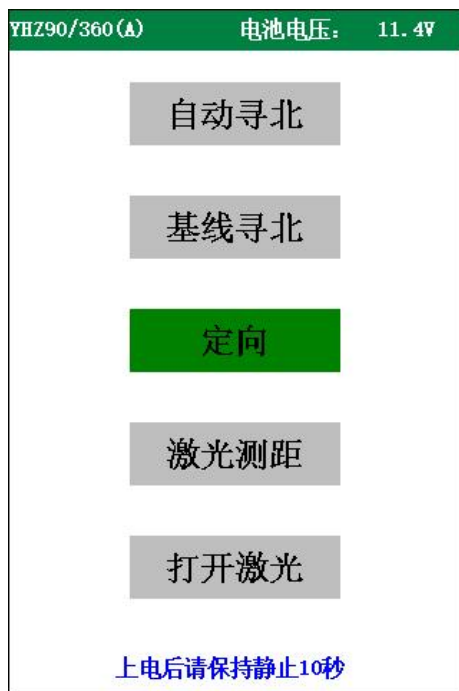 YHZ90/360(A) 电池电压： 11.4V
自动寻北
基线寻北
定向
激光测距
打开激光
上电后请保持静止10秒